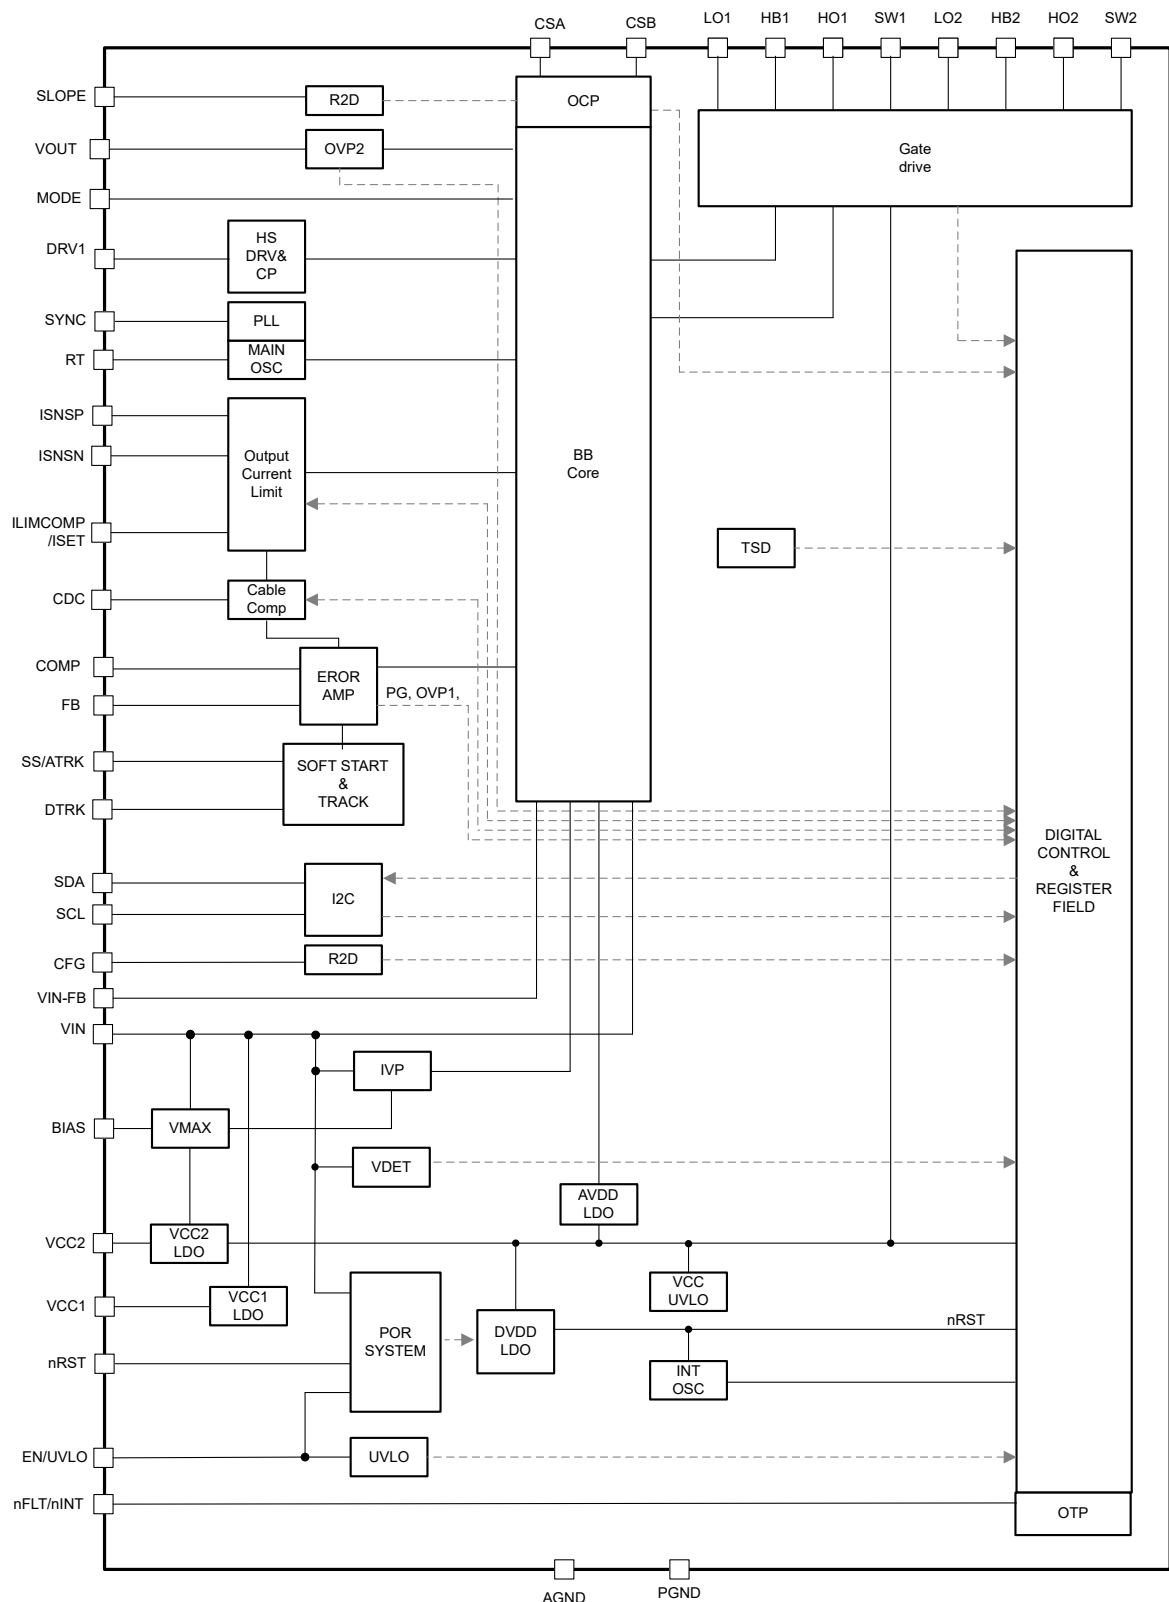 CSA
CSB
LO1
HB1
HO1
SW1
LO2
HB2
HO2
SW2
SLOPE
R2D
OCP
VOUT
OVP2
Gate
drive
MODE
DRV1
HS
DRV&
CP
SYNC
PLL
RT
MAIN
OSC
ISNSP
ISNSN
Output
Current
Limit
BB
Core
ILIMCOMP
/ISET
TSD
CDC
Cable
Comp
COMP
EROR
AMP
FB
PG, OVP1,
SS/ATRK
SOFT START
&
TRACK
DTRK
DIGITAL
CONTROL
&
REGISTER
FIELD
SDA
I2C
SCL
CFG
R2D
VIN-FB
VIN
IVP
BIAS
VMAX
VDET
AVDD
LDO
VCC2
VCC2
LDO
VCC
UVLO
VCC1
VCC1
LDO
POR
SYSTEM
DVDD
LDO
nRST
nRST
INT
OSC
EN/UVLO
UVLO
nFLT/nINT
OTP
AGND
PGND